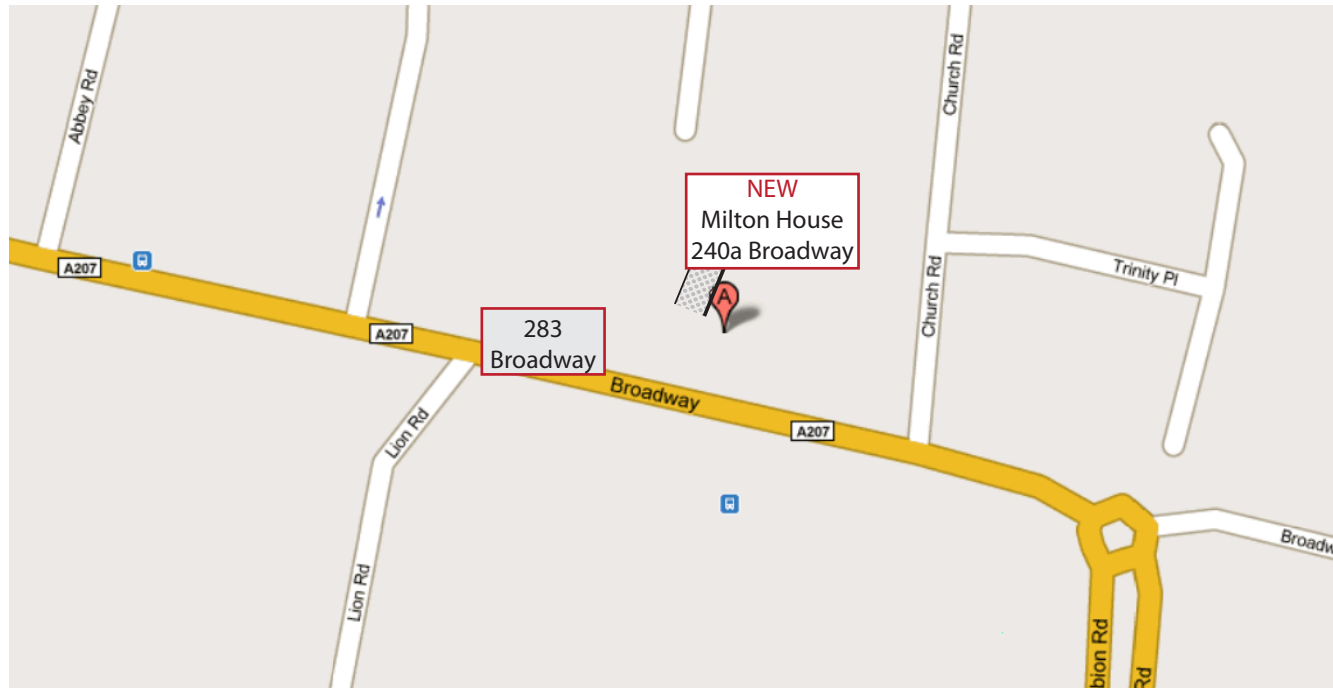 Abbey Rd
Church Rd
NEW
Milton House
240a Broadway
A207
Trinity Pl
Church Rd
283
Broadway
A207
Broadway
A207
Lion Rd
Lion Rd
Broadw
bion Rd
Rd
A